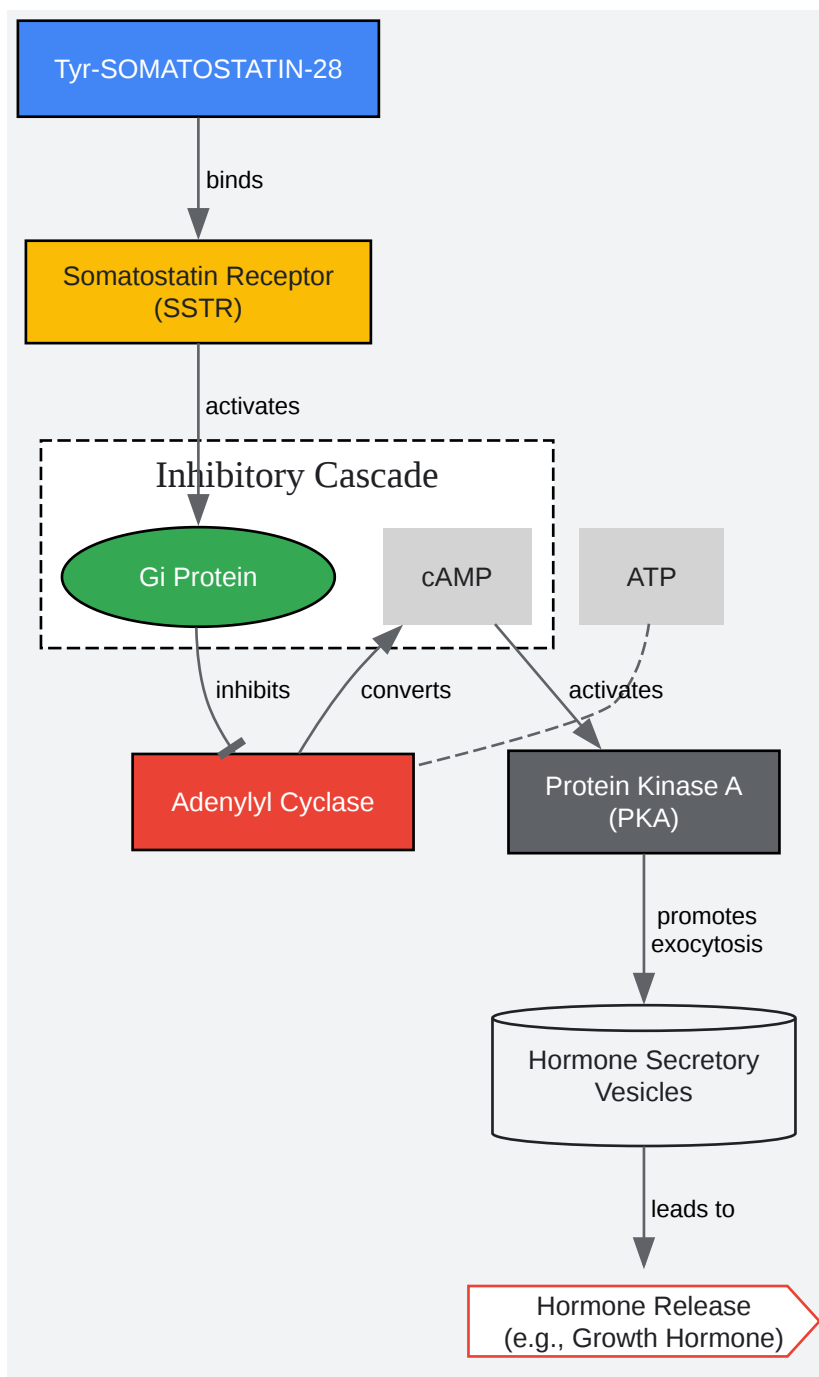 Tyr-SOMATOSTATIN-28
binds
Somatostatin Receptor
(SSTR)
activates
Inhibitory Cascade
Gi Protein
cAMP
ATP
inhibits
converts
activates
Adenylyl Cyclase
Protein Kinase A
(PKA)
promotes
exocytosis
Hormone Secretory
Vesicles
leads to
Hormone Release
(e.g., Growth Hormone)